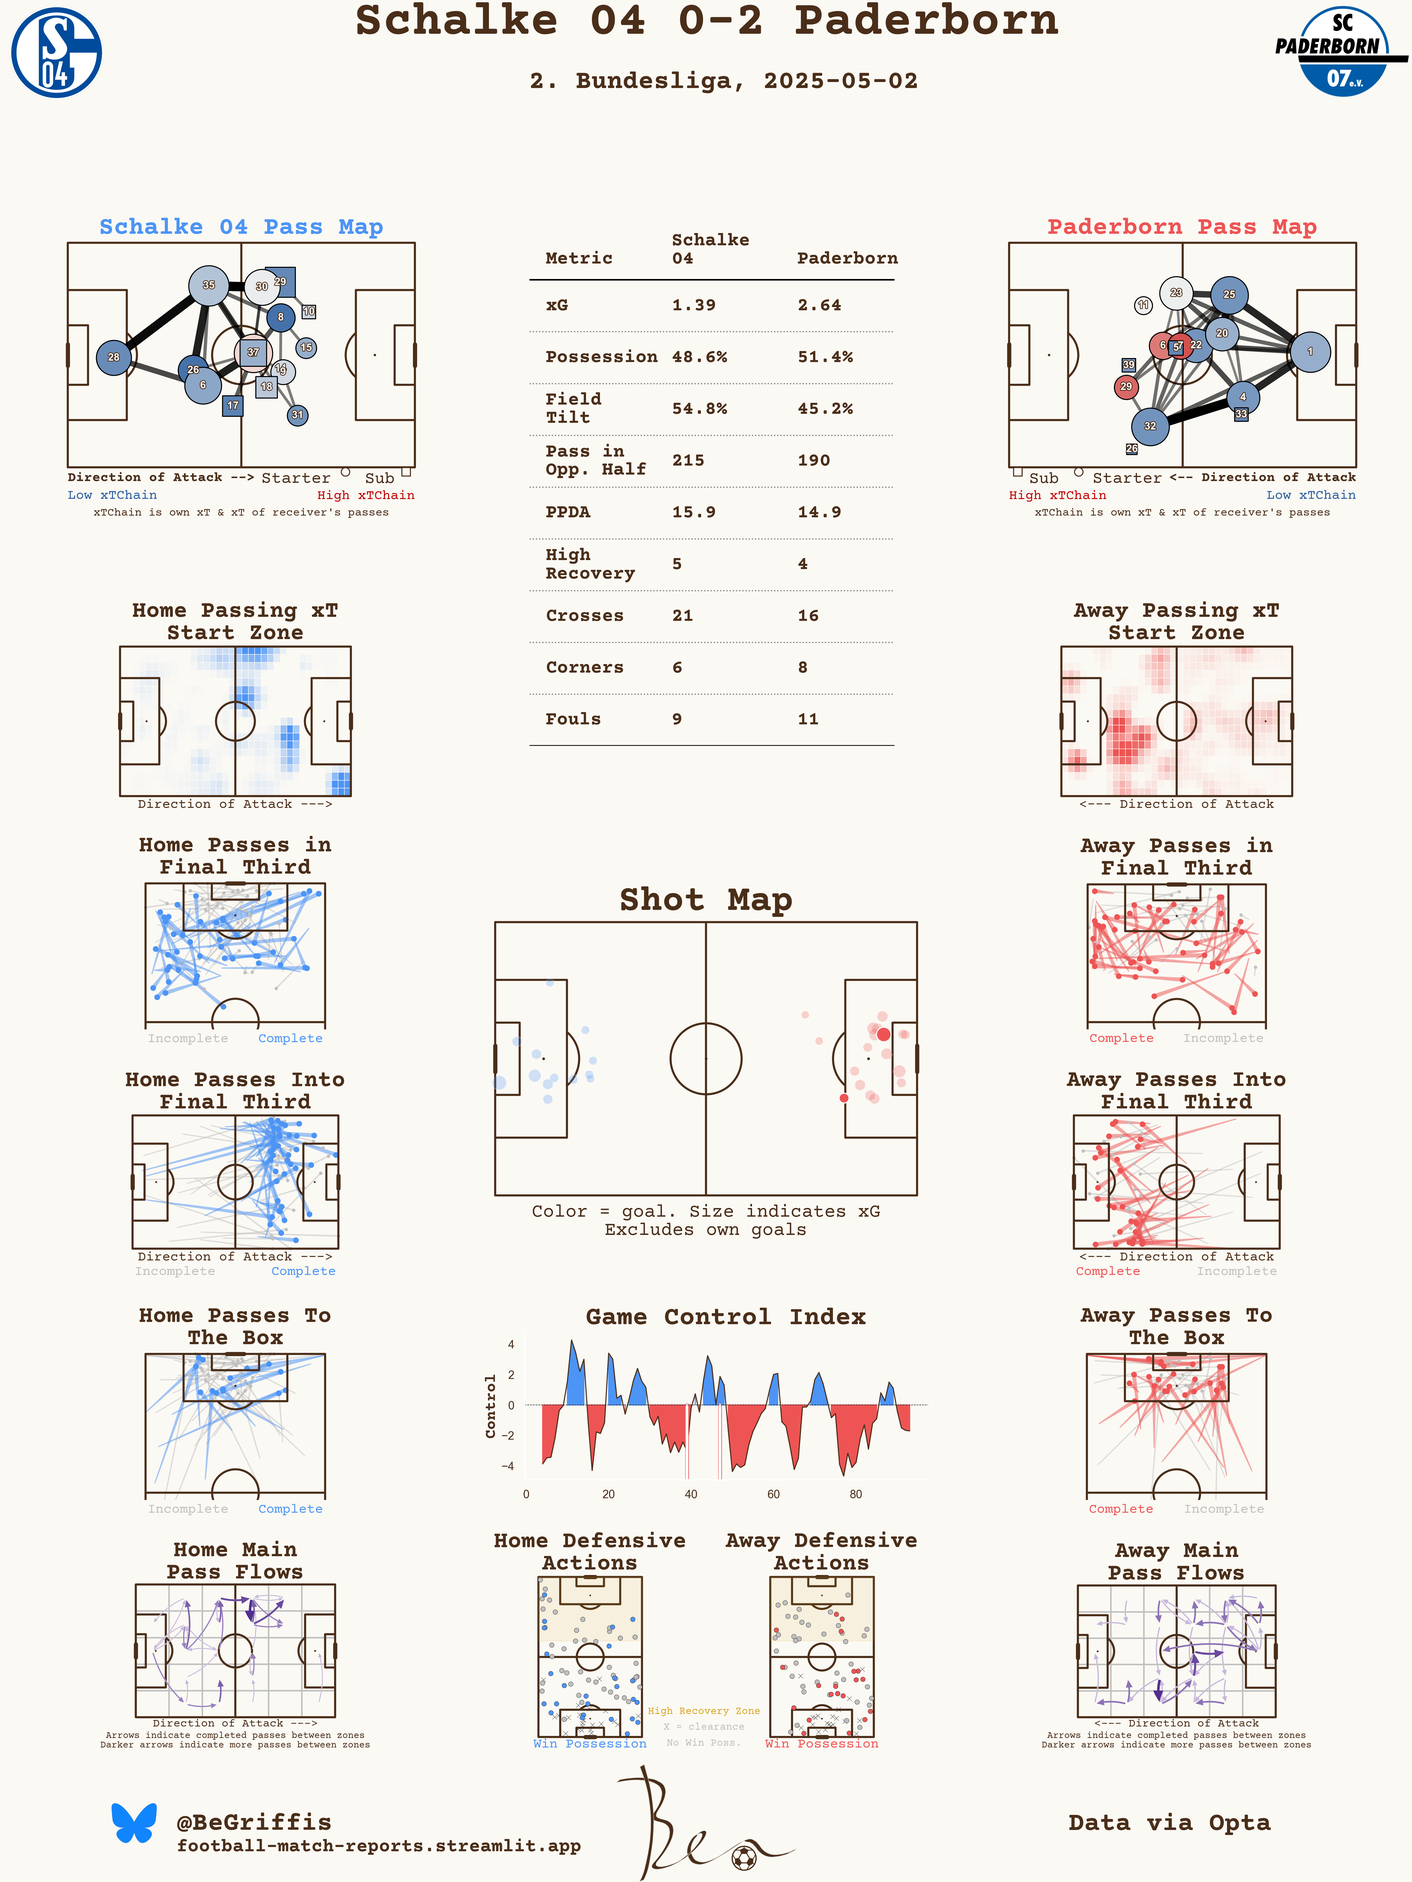 Schalke 04 0-2 Paderborn
2. Bundesliga, 2025-05-02
S
04
SC
PADERBORN
07 e.V.
Schalke 04 Pass Map
35
30
29
10
8
28
37
15
26
14
9
6
18
17
31
Direction of Attack --> Starter Sub
Low xTChain High xTChain
xTChain is own xT & xT of receiver's passes
Metric Schalke 04 Paderborn
xG 1.39 2.64
Possession 48.6% 51.4%
Field Tilt 54.8% 45.2%
Pass in Opp. Half 215 190
PPDA 15.9 14.9
High Recovery 5 4
Crosses 21 16
Corners 6 8
Fouls 9 11
Paderborn Pass Map
23
25
11
20
6
7
5
22
1
39
29
4
33
32
26
Sub Starter <-- Direction of Attack
High xTChain Low xTChain
xTChain is own xT & xT of receiver's passes
Home Passing xT
Start Zone
Direction of Attack --->
Away Passing xT
Start Zone
<--- Direction of Attack
Home Passes in
Final Third
Incomplete Complete
Away Passes in
Final Third
Complete Incomplete
Shot Map
Color = goal. Size indicates xG
Excludes own goals
Home Passes Into
Final Third
Direction of Attack --->
Incomplete Complete
Away Passes Into
Final Third
<--- Direction of Attack
Complete Incomplete
Home Passes To
The Box
Incomplete Complete
Game Control Index
Control
4
2
0
−2
−4
0 20 40 60 80
Away Passes To
The Box
Complete Incomplete
Home Main
Pass Flows
Direction of Attack --->
Arrows indicate completed passes between zones
Darker arrows indicate more passes between zones
Home Defensive
Actions
Win Possession
High Recovery Zone
X = clearance
No Win Poss.
Away Defensive
Actions
Win Possession
Away Main
Pass Flows
<--- Direction of Attack
Arrows indicate completed passes between zones
Darker arrows indicate more passes between zones
@BeGriffis
football-match-reports.streamlit.app
Ben
Data via Opta